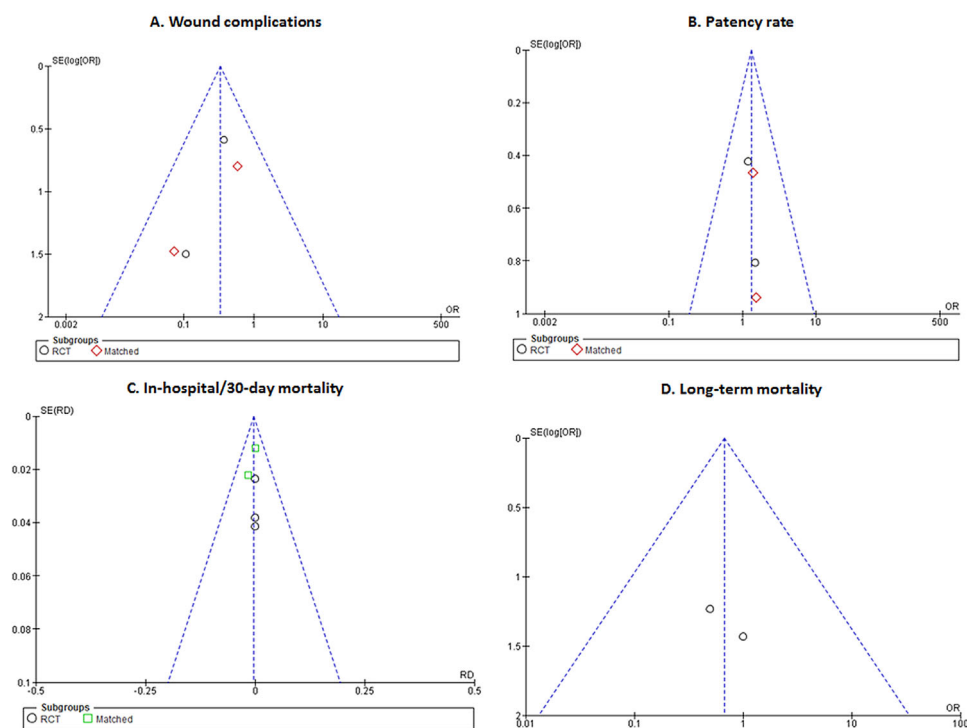 A. Wound complications
SE(log[OR])
0
0.5
1
1.5
2
0.002 0.1 1 10 500
OR
Subgroups
RCT Matched
B. Patency rate
SE(log[OR])
0
0.2
0.4
0.6
0.8
1
0.002 0.1 1 10 500
OR
Subgroups
RCT Matched
C. In-hospital/30-day mortality
SE(RD)
0
0.02
0.04
0.06
0.08
0.1
-0.5 -0.25 0 0.25 0.5
RD
Subgroups
RCT Matched
D. Long-term mortality
SE(log[OR])
0
0.5
1
1.5
2
0.01 0.1 1 10 100
OR